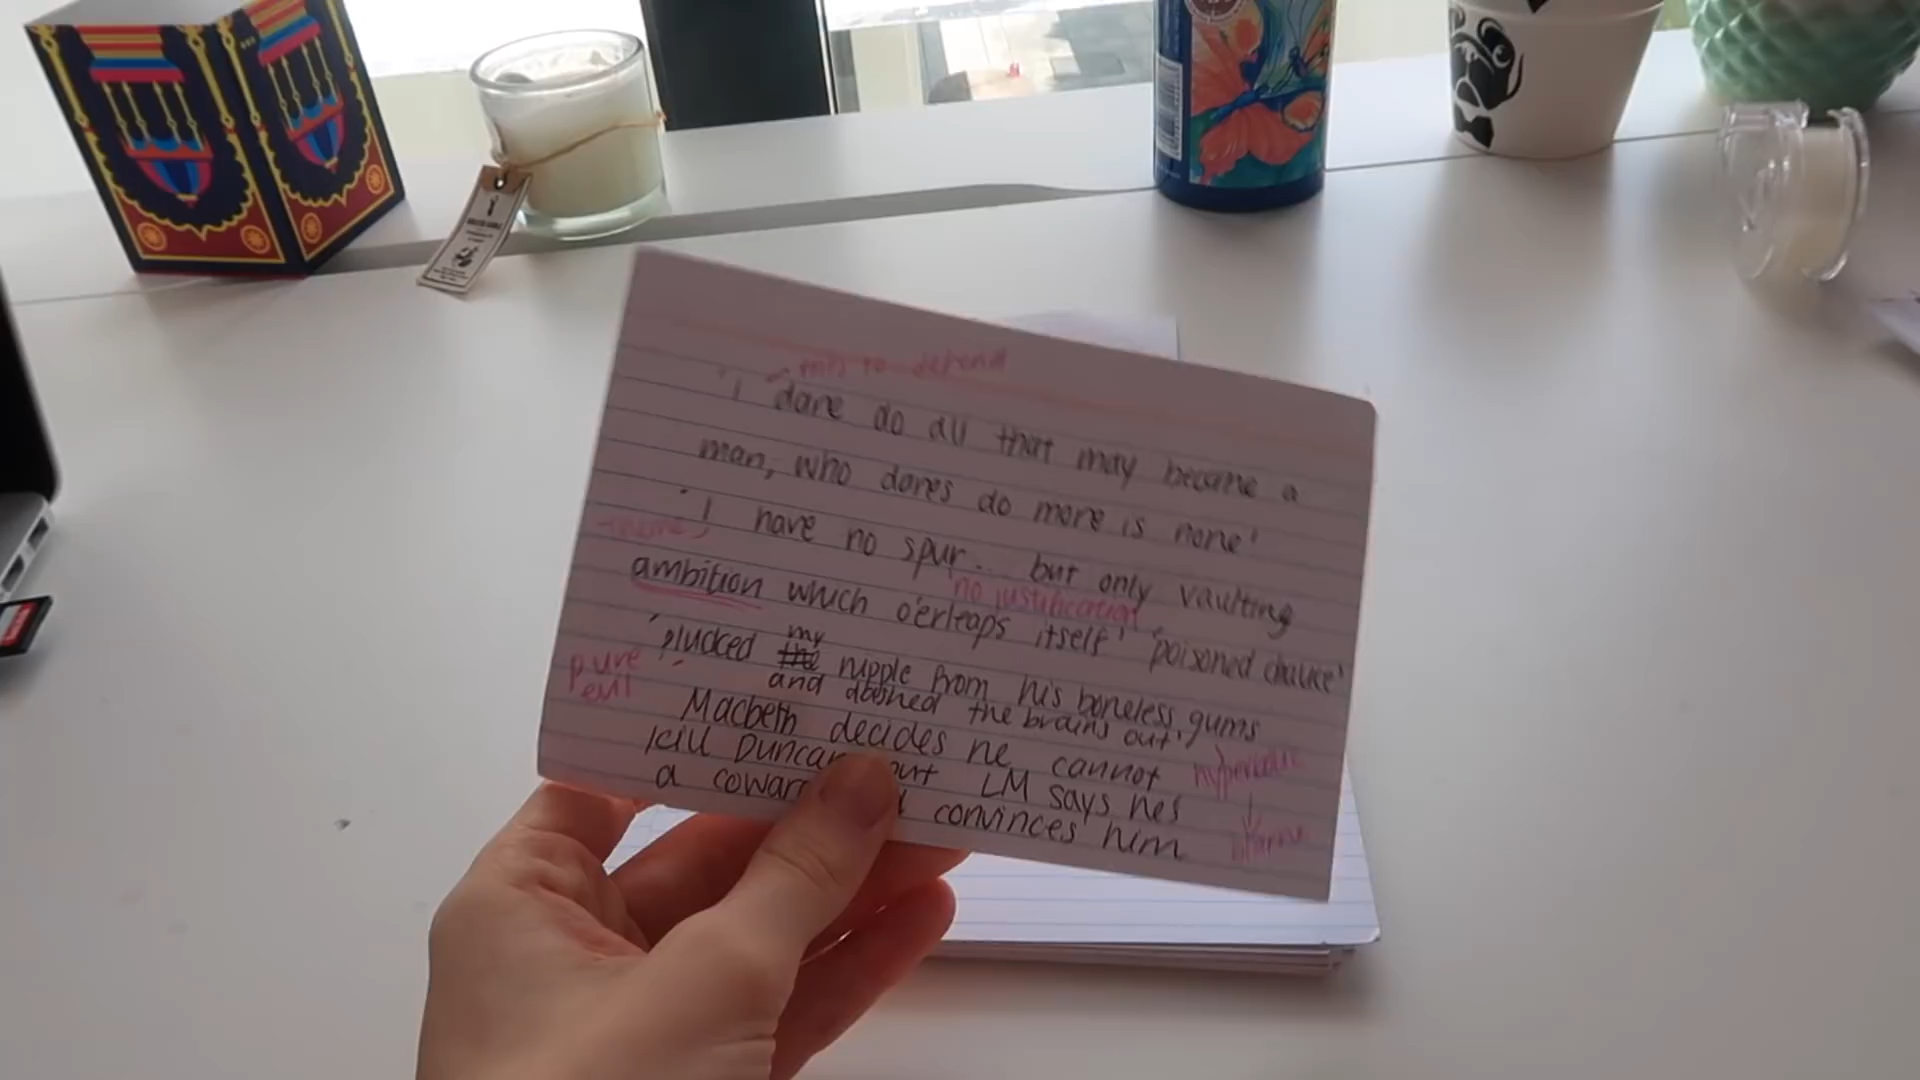 to defend
'I dare do all that may become a
man, who dares do more is none'
theme
'I have no spur... but only vaulting
ambition which o'erleaps itself' 'poisoned chalice'
no justification
pure evil
'plucked the my nipple from his boneless gums
and dashed the brains out'
Macbeth decides he cannot
kill Duncan but LM says hes
a coward convinces him
hyperbolic